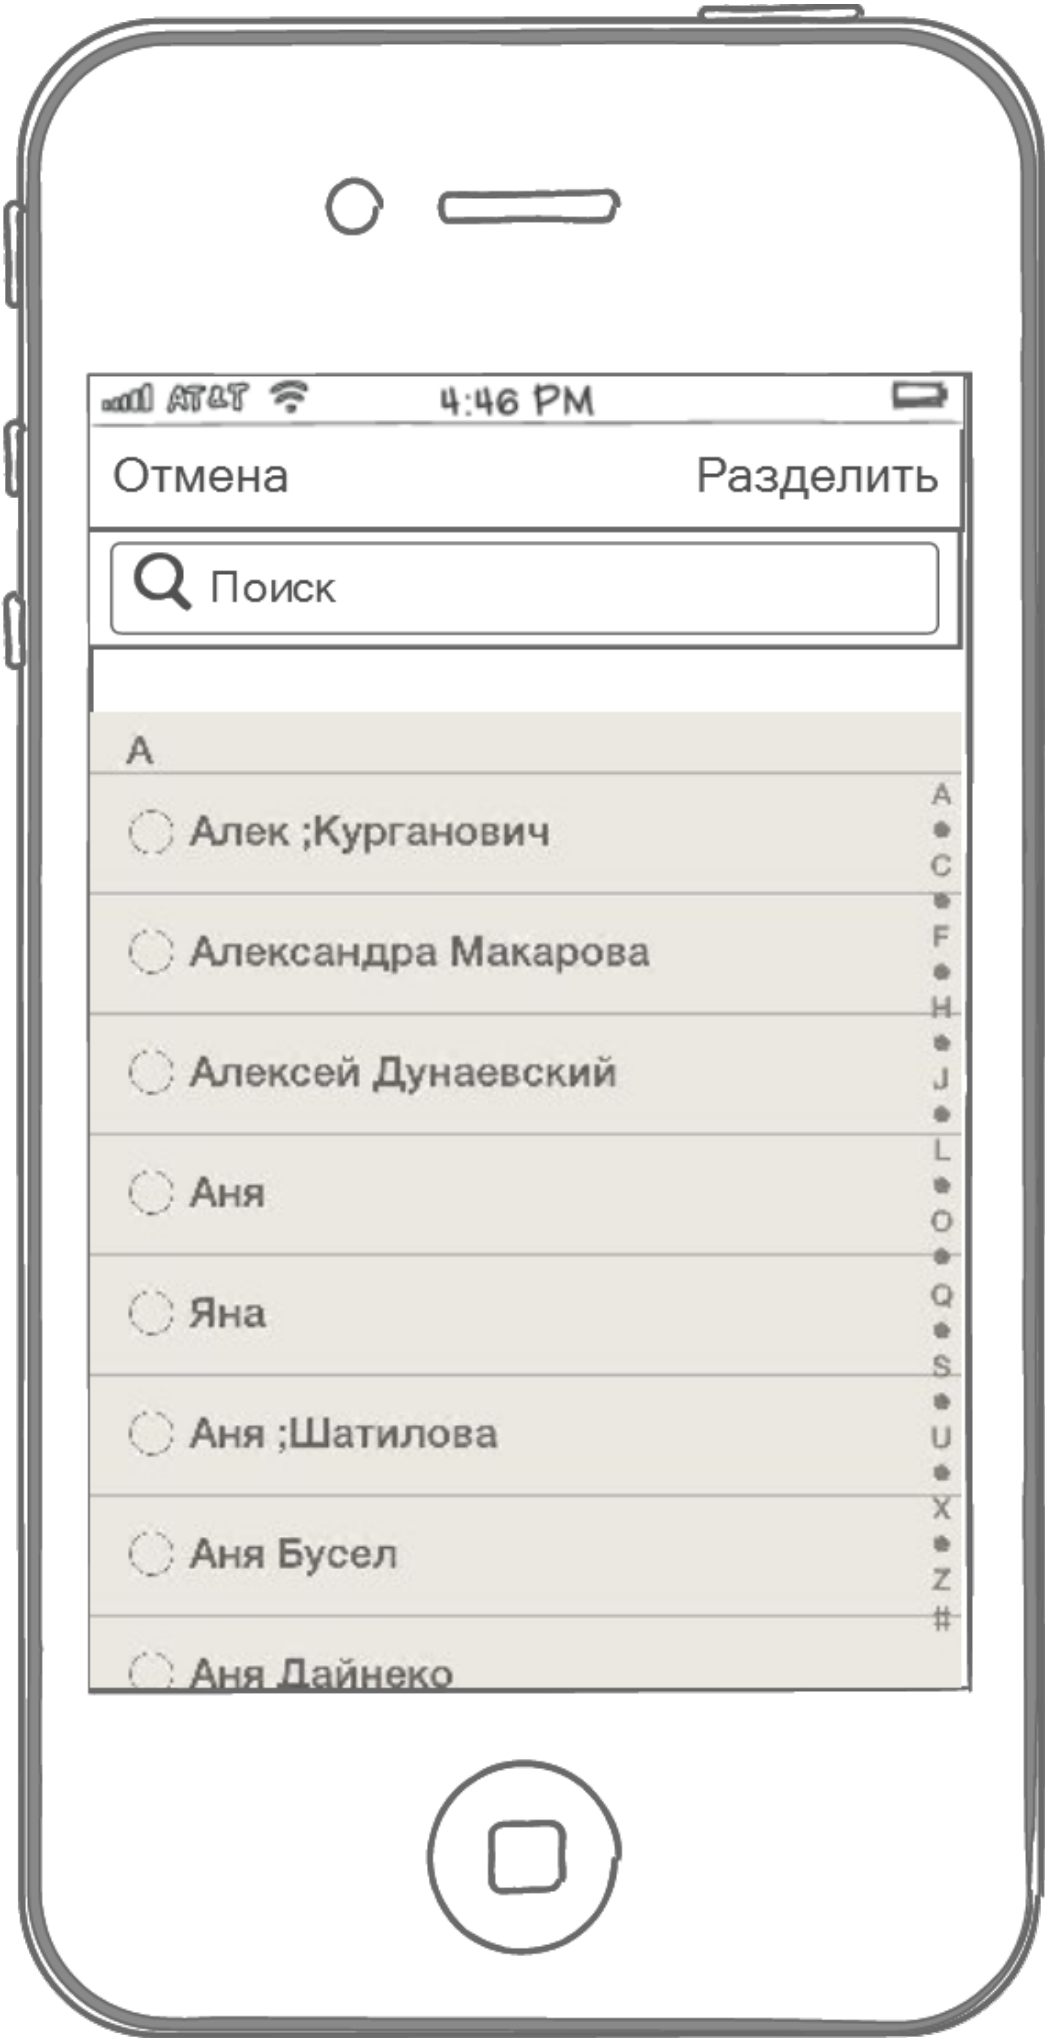 AT&T 4:46 PM
Отмена Разделить
Поиск
A
Алек ;Курганович
Александра Макарова
Алексей Дунаевский
Аня
Яна
Аня ;Шатилова
Аня Бусел
Аня Дайнеко
A
C
F
H
J
L
O
Q
S
U
X
Z
#